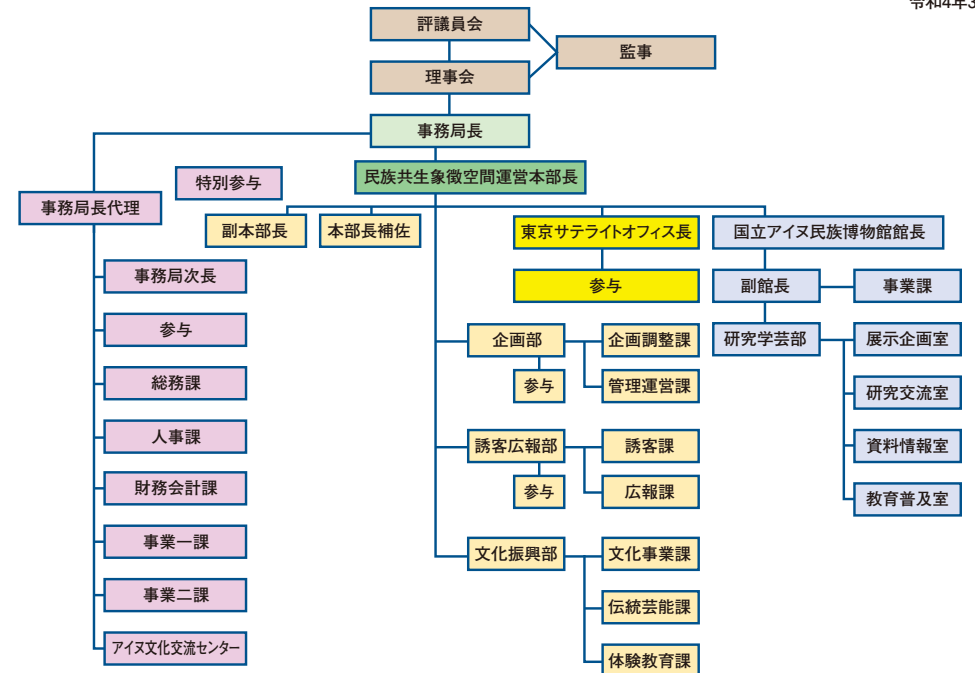 令和4年3
評議員会
監事
理事会
事務局長
民族共生象徴空間運営本部長
特別参与
事務局長代理
副本部長
本部長補佐
東京サテライトオフィス長
国立アイヌ民族博物館館長
事務局次長
参与
副館長
事業課
参与
企画部
企画調整課
研究学芸部
展示企画室
総務課
参与
管理運営課
研究交流室
人事課
誘客広報部
誘客課
資料情報室
財務会計課
参与
広報課
教育普及室
事業一課
文化振興部
文化事業課
事業二課
伝統芸能課
アイヌ文化交流センター
体験教育課